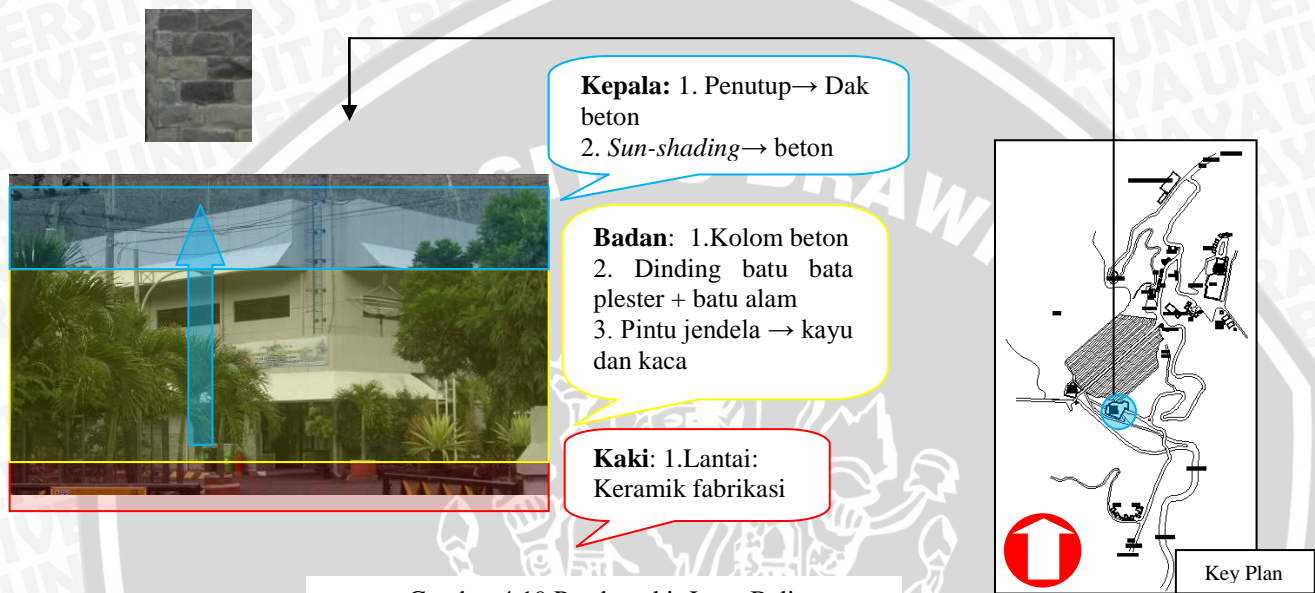 Kepala: 1. Penutup→ Dak
beton
2. Sun-shading→ beton
Badan: 1.Kolom beton
2. Dinding batu bata
plester + batu alam
3. Pintu jendela → kayu
dan kaca
Kaki: 1.Lantai:
Keramik fabrikasi
Key Plan